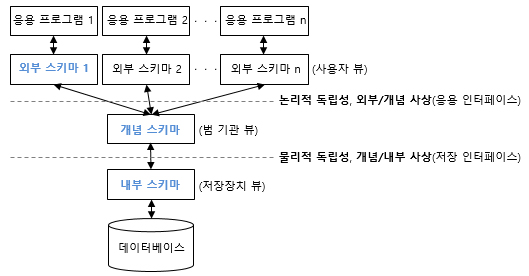 응용 프로그램 1 응용 프로그램 2 · · · 응용 프로그램 n
외부 스키마 1 외부 스키마 2 · · · 외부 스키마 n (사용자 뷰)
논리적 독립성, 외부/개념 사상(응용 인터페이스)
개념 스키마 (범 기관 뷰)
물리적 독립성, 개념/내부 사상(저장 인터페이스)
내부 스키마 (저장장치 뷰)
데이터베이스